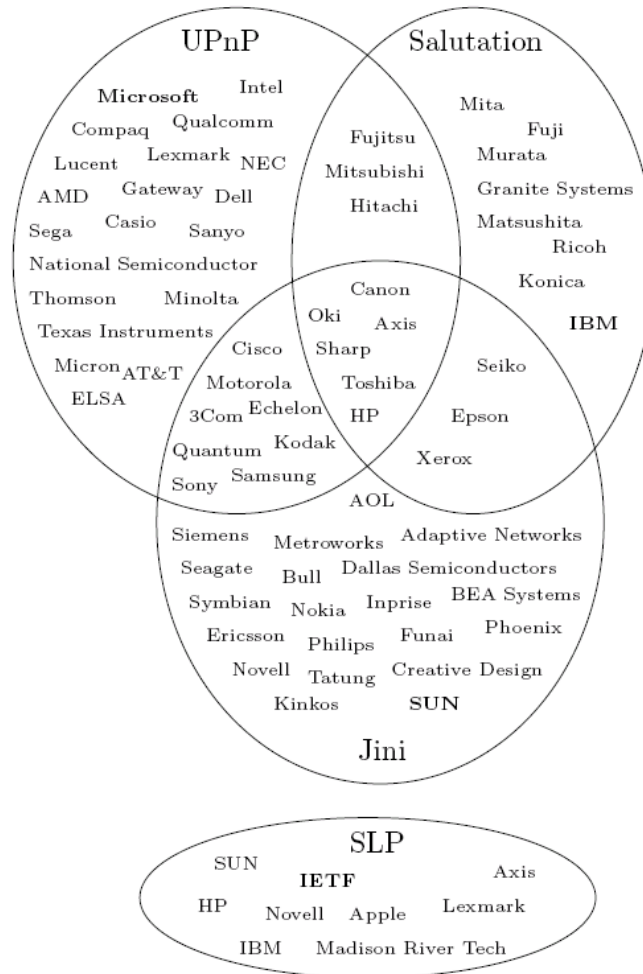 UPnP
Salutation
Microsoft
Intel
Compaq
Qualcomm
Lucent
Lexmark
NEC
AMD
Gateway
Dell
Sega
Casio
Sanyo
National Semiconductor
Thomson
Minolta
Texas Instruments
Micron
AT&T
ELSA
Fujitsu
Mitsubishi
Hitachi
Mita
Fuji
Murata
Granite Systems
Matsushita
Ricoh
Konica
IBM
Canon
Oki
Axis
Sharp
Toshiba
HP
Cisco
Motorola
3Com
Echelon
Quantum
Kodak
Sony
Samsung
Seiko
Epson
Xerox
AOL
Siemens
Metroworks
Adaptive Networks
Seagate
Bull
Dallas Semiconductors
Symbian
Nokia
Inprise
BEA Systems
Ericsson
Philips
Funai
Phoenix
Novell
Tatung
Creative Design
Kinkos
SUN
Jini
SLP
SUN
IETF
Axis
HP
Novell
Apple
Lexmark
IBM
Madison River Tech